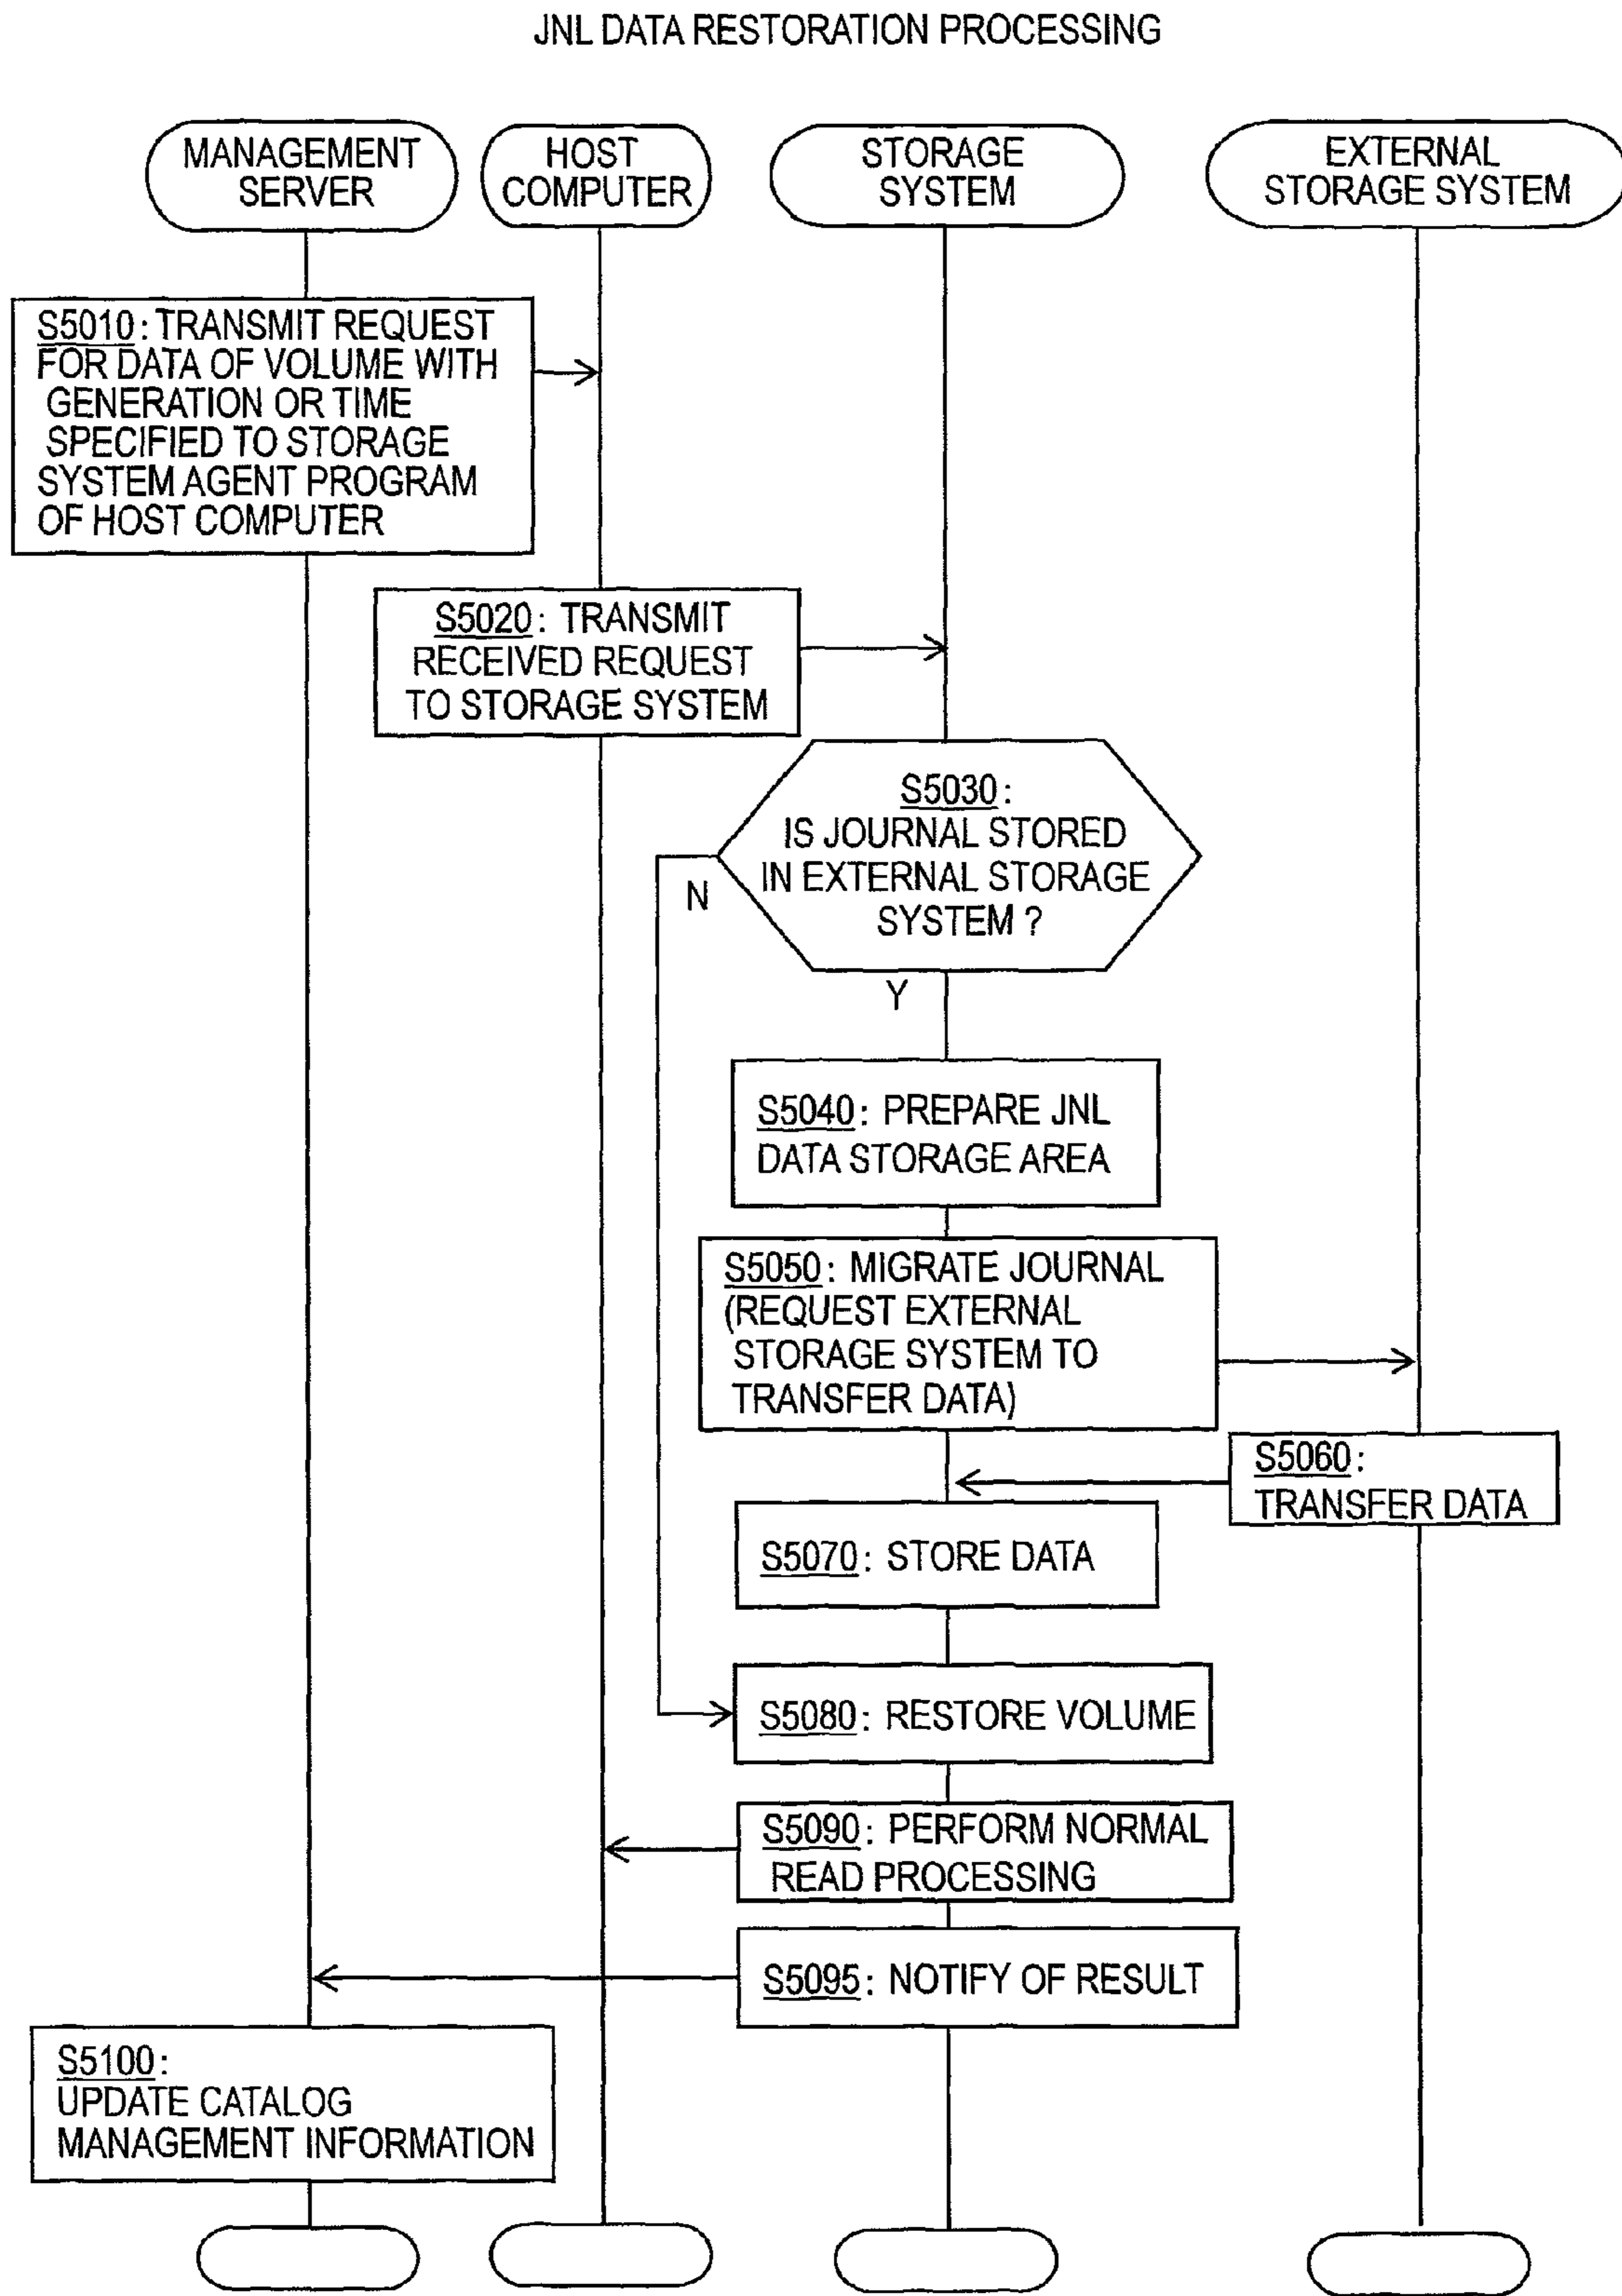 JNL DATA RESTORATION PROCESSING
MANAGEMENT
SERVER
HOST
COMPUTER
STORAGE
SYSTEM
EXTERNAL
STORAGE SYSTEM
S5010: TRANSMIT REQUEST
FOR DATA OF VOLUME WITH
GENERATION OR TIME
SPECIFIED TO STORAGE
SYSTEM AGENT PROGRAM
OF HOST COMPUTER
S5020: TRANSMIT
RECEIVED REQUEST
TO STORAGE SYSTEM
S5030:
IS JOURNAL STORED
IN EXTERNAL STORAGE
SYSTEM ?
N
Y
S5040: PREPARE JNL
DATA STORAGE AREA
S5050: MIGRATE JOURNAL
(REQUEST EXTERNAL
STORAGE SYSTEM TO
TRANSFER DATA)
S5060:
TRANSFER DATA
S5070: STORE DATA
S5080: RESTORE VOLUME
S5090: PERFORM NORMAL
READ PROCESSING
S5095: NOTIFY OF RESULT
S5100:
UPDATE CATALOG
MANAGEMENT INFORMATION